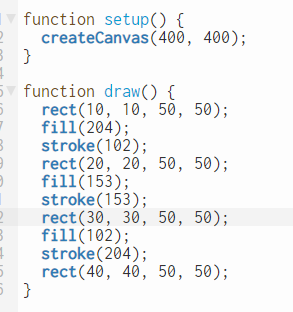 function setup() {
createCanvas(400, 400);
}
function draw() {
rect(10, 10, 50, 50);
fill(204);
stroke(102);
rect(20, 20, 50, 50);
fill(153);
stroke(153);
rect(30, 30, 50, 50);
fill(102);
stroke(204);
rect(40, 40, 50, 50);
}